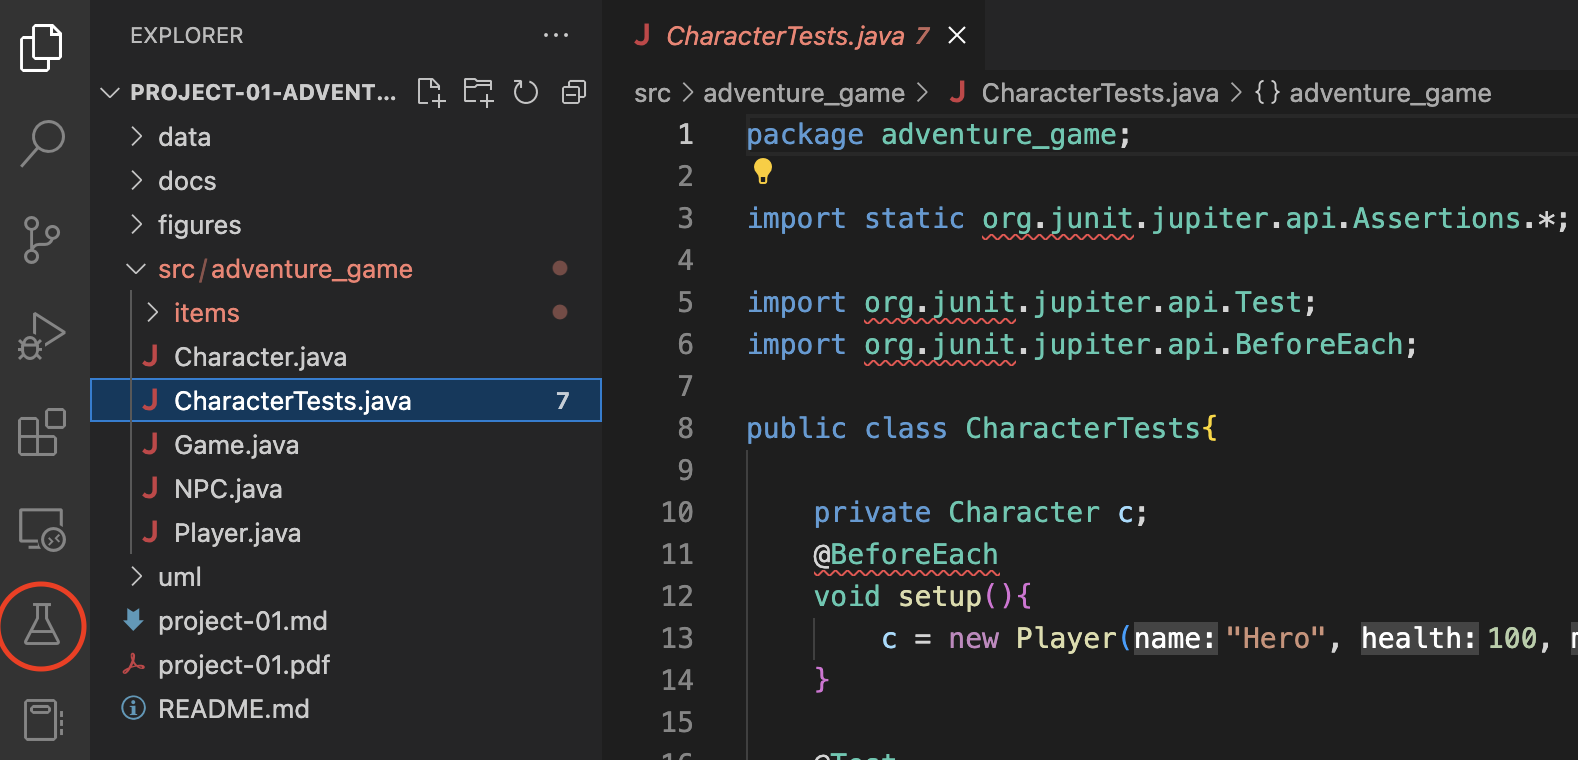 EXPLORER
PROJECT-01-ADVENT...
data
docs
figures
src/adventure_game
items
J Character.java
J CharacterTests.java 7
J Game.java
J NPC.java
J Player.java
uml
project-01.md
project-01.pdf
README.md
J CharacterTests.java 7
src > adventure_game > J CharacterTests.java > {} adventure_game
1 package adventure_game;
2
3 import static org.junit.jupiter.api.Assertions.*;
4
5 import org.junit.jupiter.api.Test;
6 import org.junit.jupiter.api.BeforeEach;
7
8 public class CharacterTests{
9
10 private Character c;
11 @BeforeEach
12 void setup(){
13 c = new Player(name:"Hero", health:100,
14 }
15
16 @Test